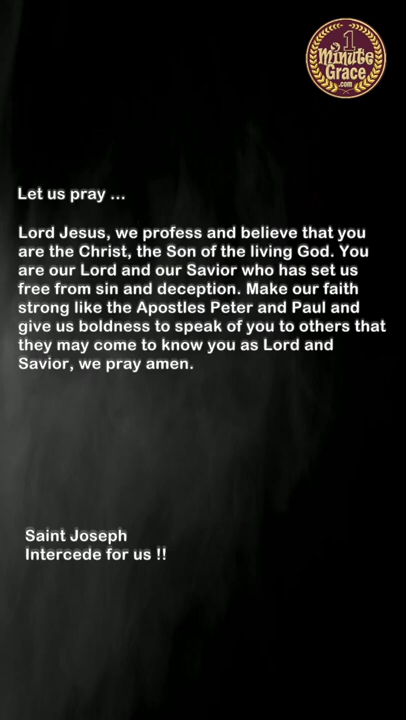 1
Minute
Grace
.com
Let us pray ...
Lord Jesus, we profess and believe that you
are the Christ, the Son of the living God. You
are our Lord and our Savior who has set us
free from sin and deception. Make our faith
strong like the Apostles Peter and Paul and
give us boldness to speak of you to others that
they may come to know you as Lord and
Savior, we pray amen.
Saint Joseph
Intercede for us !!